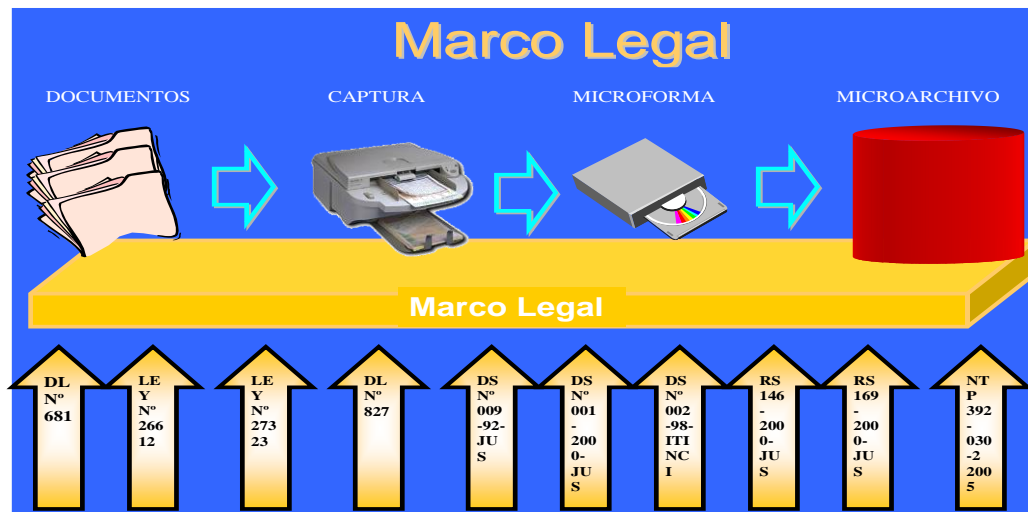 Marco Legal
DOCUMENTOS
CAPTURA
MICROFORMA
MICROARCHIVO
Marco Legal
DL
Nº
681
LE
Y Nº
266
12
LE
Y Nº
273
23
DL
Nº
827
DS
Nº
009
-92-
JU
S
DS
Nº
001
-
200
0-
JU
S
DS
Nº
002
-98-
ITI
NC
I
RS
146
-
200
0-
JU
S
RS
169
-
200
0-
JU
S
NT
P
392
-
030
-2
200
5